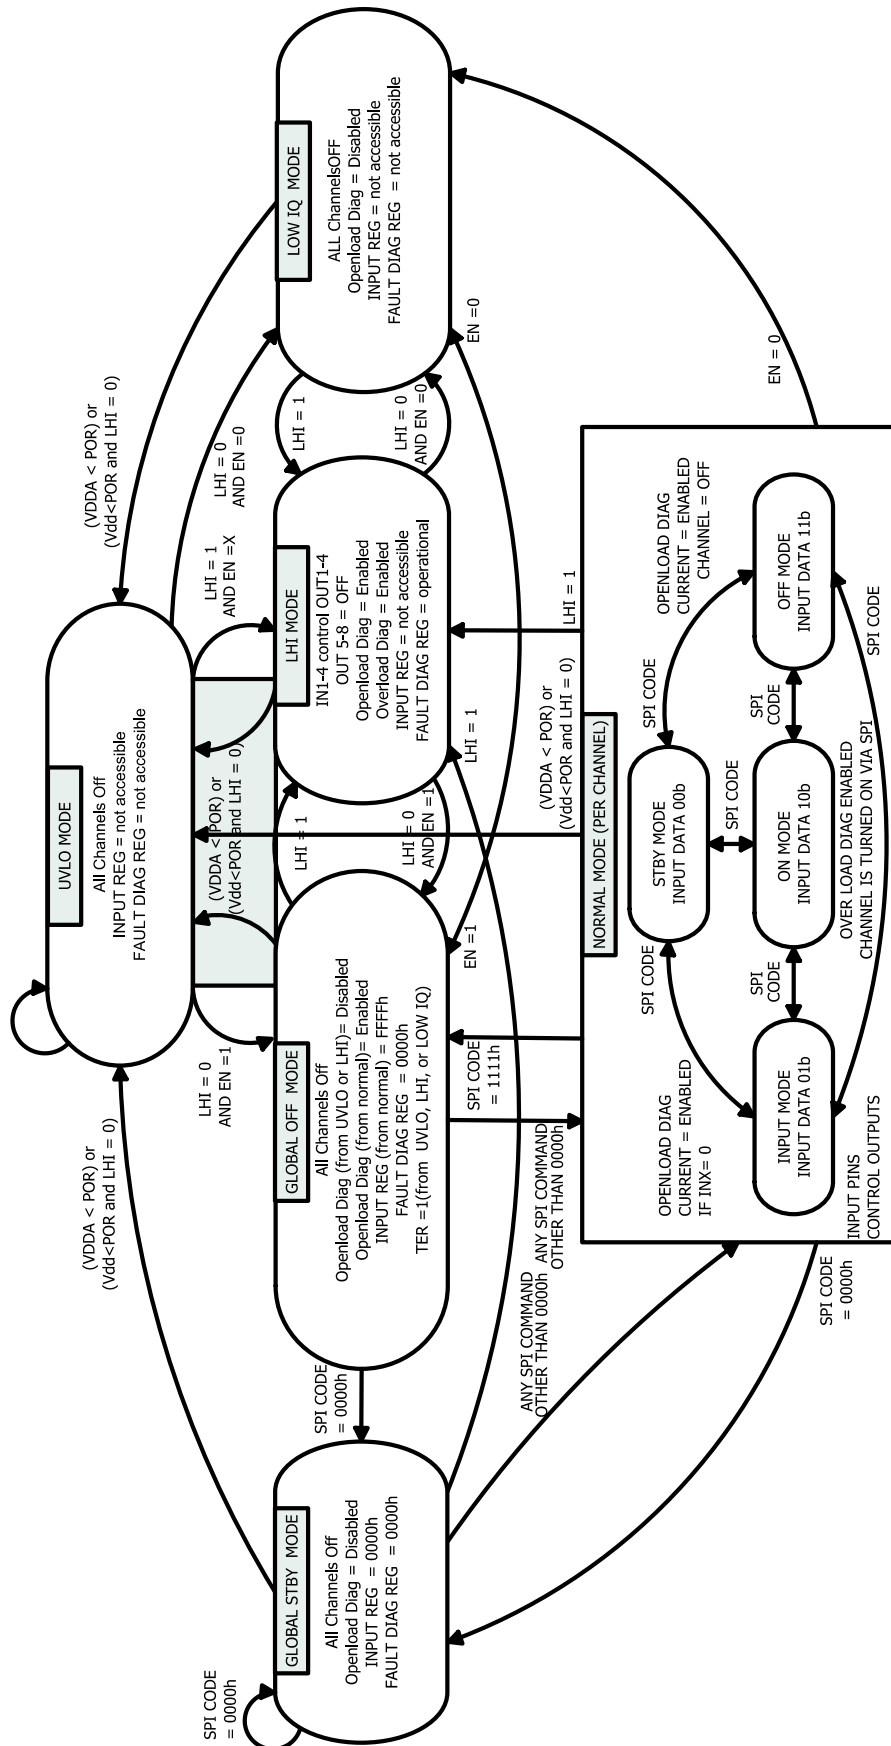 UVLO MODE
All Channels Off
INPUT REG = not accessible
FAULT DIAG REG = not accessible
(VDDA < POR) or
(Vdd<POR and LHI = 0)
(VDDA < POR) or
(Vdd<POR and LHI = 0)
LHI = 0
AND EN =1
(VDDA < POR) or
(Vdd<POR and LHI = 0)
LHI = 1
AND EN =X
LHI = 0
AND EN =0
SPI CODE
= 0000h
GLOBAL STBY MODE
All Channels Off
Openload Diag = Disabled
INPUT REG = 0000h
FAULT DIAG REG = 0000h
SPI CODE
= 0000h
GLOBAL OFF MODE
All Channels Off
Openload Diag (from UVLO or LHI)= Disabled
Openload Diag (from normal)= Enabled
INPUT REG (from normal) = FFFFh
FAULT DIAG REG = 0000h
TER =1(from UVLO, LHI, or LOW IQ)
LHI = 1
LHI = 0
AND EN =1
LHI MODE
IN1-4 control OUT1-4
OUT 5-8 = OFF
Openload Diag = Enabled
Overload Diag = Enabled
INPUT REG = not accessible
FAULT DIAG REG = operational
LHI = 1
LHI = 0
AND EN =0
LOW IQ MODE
ALL ChannelsOFF
Openload Diag = Disabled
INPUT REG = not accessible
FAULT DIAG REG = not accessible
EN =1
LHI = 1
EN =0
SPI CODE
= 1111h
ANY SPI COMMAND
OTHER THAN 0000h
ANY SPI COMMAND
OTHER THAN 0000h
(VDDA < POR) or
(Vdd<POR and LHI = 0)
LHI = 1
EN = 0
NORMAL MODE (PER CHANNEL)
STBY MODE
INPUT DATA 00b
SPI CODE
SPI CODE
SPI CODE
OPENLOAD DIAG
CURRENT = ENABLED
IF INX= 0
OPENLOAD DIAG
CURRENT = ENABLED
CHANNEL = OFF
INPUT MODE
INPUT DATA 01b
SPI
CODE
ON MODE
INPUT DATA 10b
SPI
CODE
OFF MODE
INPUT DATA 11b
INPUT PINS
CONTROL OUTPUTS
OVER LOAD DIAG ENABLED
CHANNEL IS TURNED ON VIA SPI
SPI CODE
SPI CODE
= 0000h